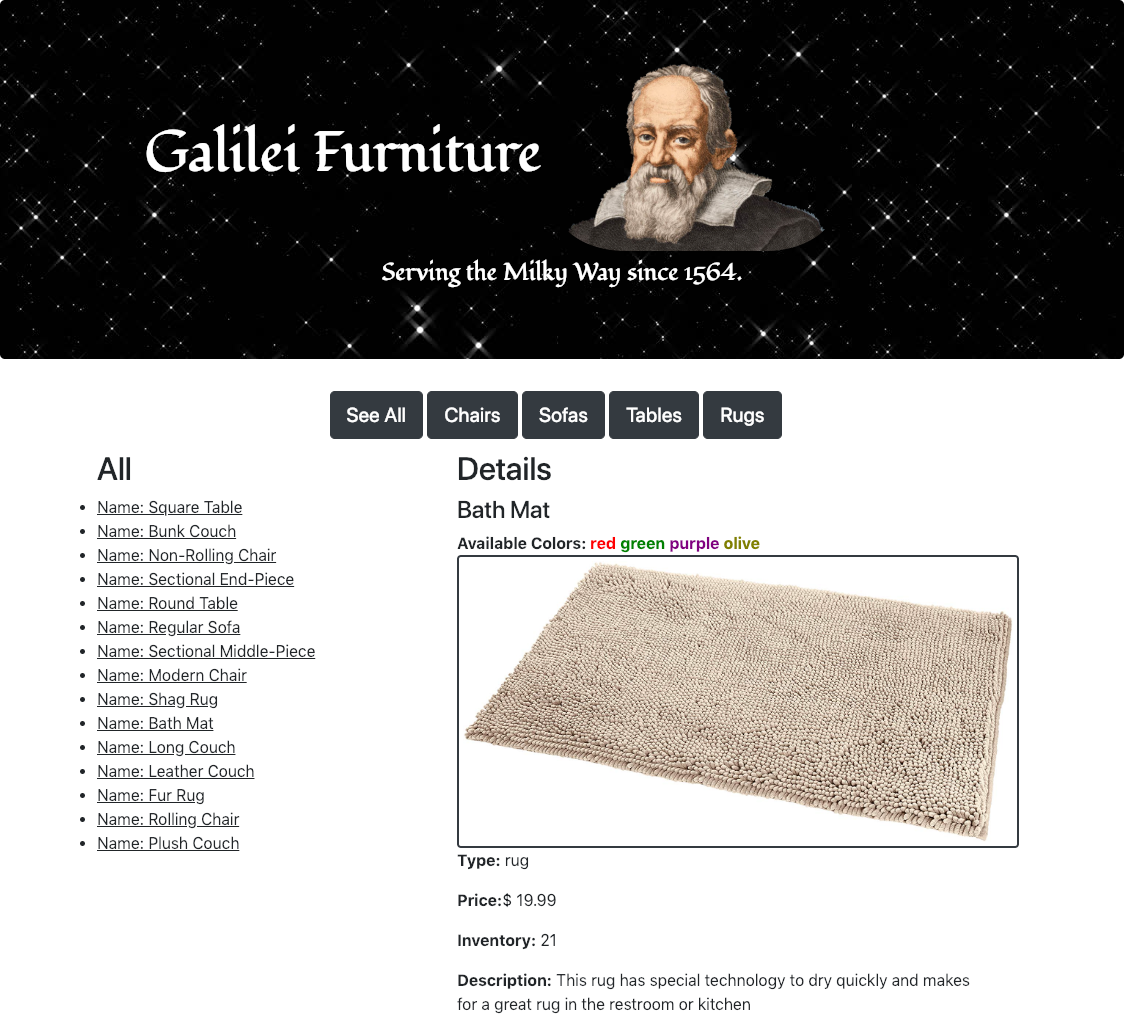 Galilei Furniture
Serving the Milky Way since 1564.
See All Chairs Sofas Tables Rugs
All
Name: Square Table
Name: Bunk Couch
Name: Non-Rolling Chair
Name: Sectional End-Piece
Name: Round Table
Name: Regular Sofa
Name: Sectional Middle-Piece
Name: Modern Chair
Name: Shag Rug
Name: Bath Mat
Name: Long Couch
Name: Leather Couch
Name: Fur Rug
Name: Rolling Chair
Name: Plush Couch
Details
Bath Mat
Available Colors: red green purple olive
Type: rug
Price:$ 19.99
Inventory: 21
Description: This rug has special technology to dry quickly and makes
for a great rug in the restroom or kitchen